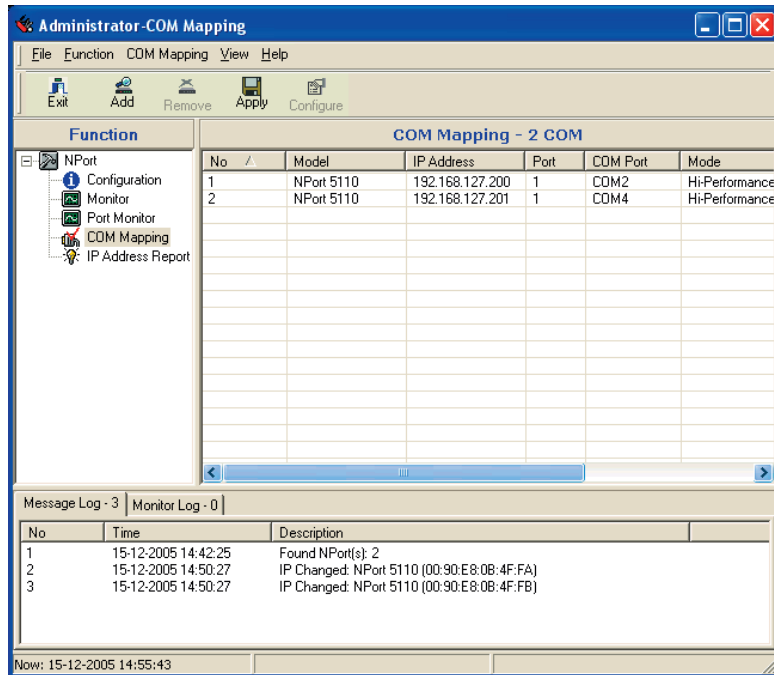 Administrator-COM Mapping
File Function COM Mapping View Help
Exit Add Remove Apply Configure
Function
COM Mapping - 2 COM
NPort
Configuration
Monitor
Port Monitor
COM Mapping
IP Address Report
No Model IP Address Port COM Port Mode
1 NPort 5110 192.168.127.200 1 COM2 Hi-Performance
2 NPort 5110 192.168.127.201 1 COM4 Hi-Performance
Message Log - 3 Monitor Log - 0
No Time Description
1 15-12-2005 14:42:25 Found NPort(s): 2
2 15-12-2005 14:50:27 IP Changed: NPort 5110 (00:90:E8:0B:4F:FA)
3 15-12-2005 14:50:27 IP Changed: NPort 5110 (00:90:E8:0B:4F:FB)
Now: 15-12-2005 14:55:43